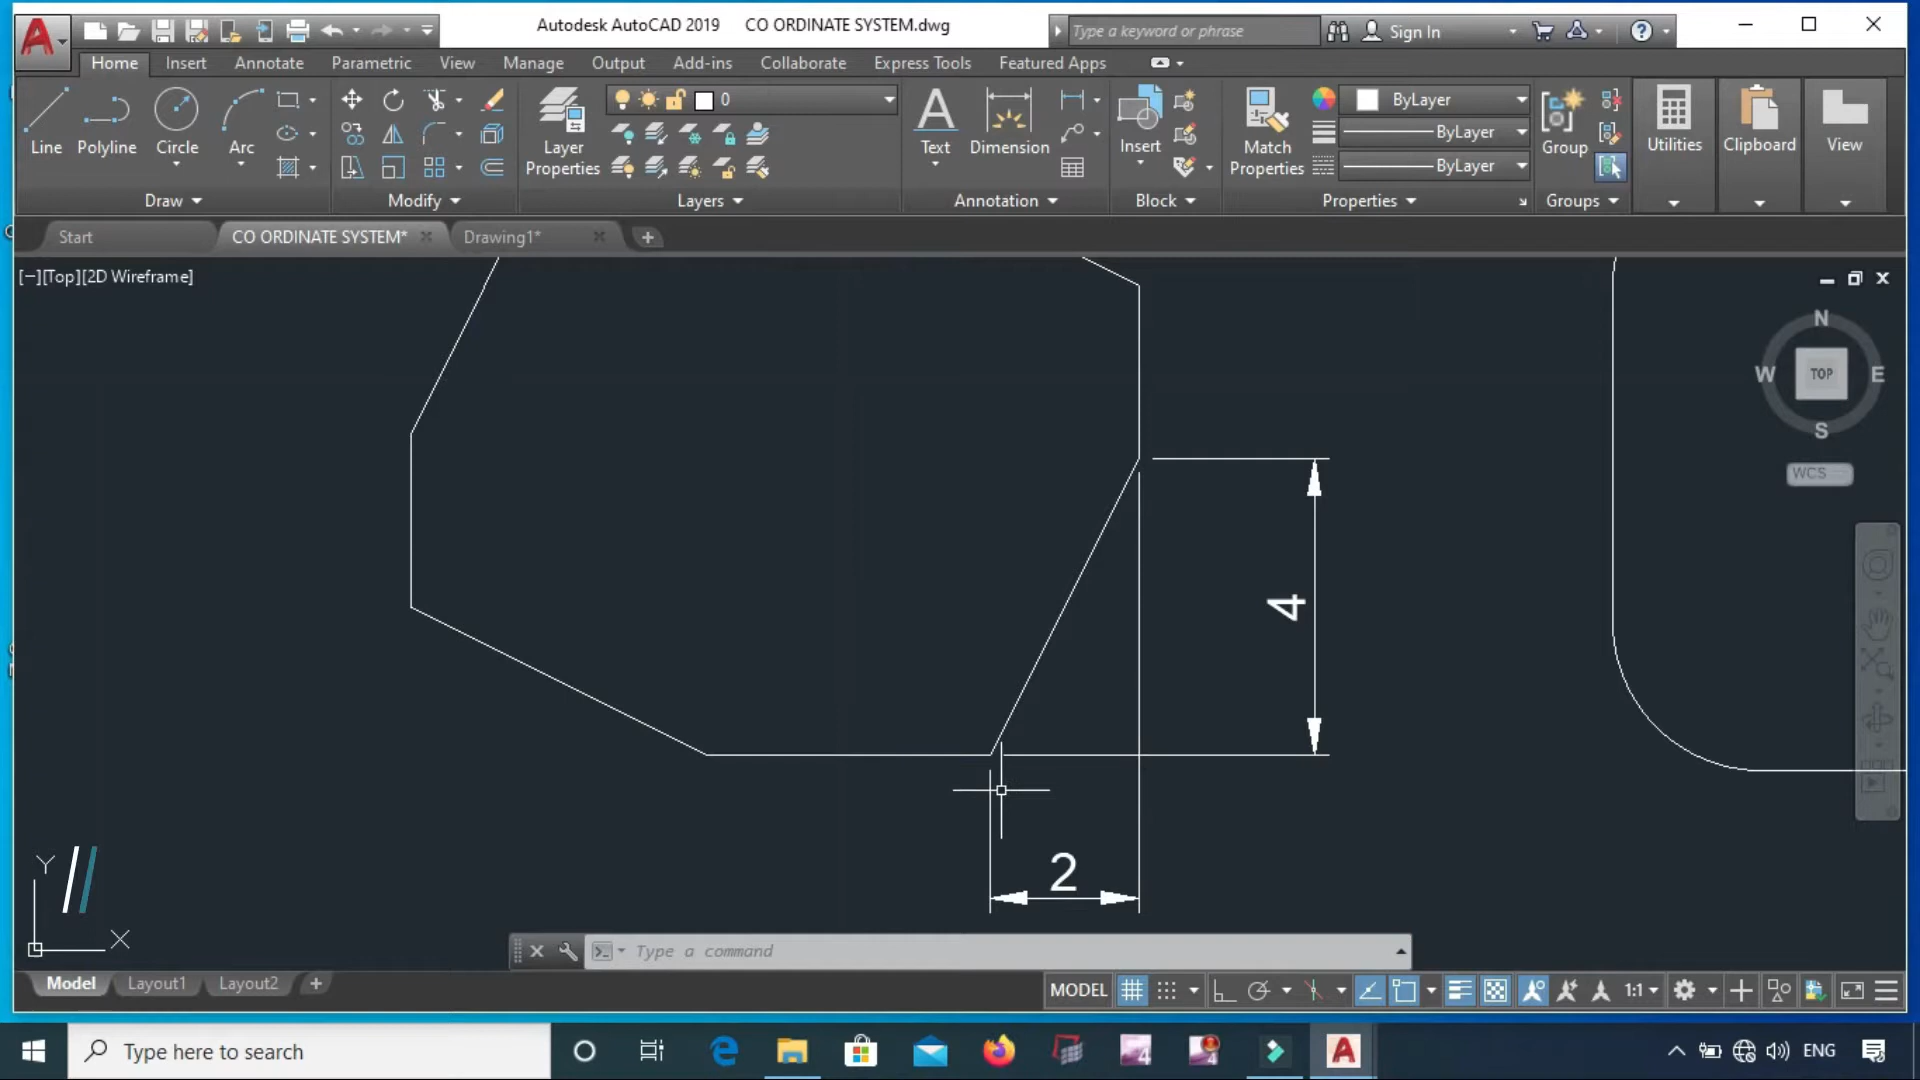 Autodesk AutoCAD 2019 CO ORDINATE SYSTEM.dwg
Type a keyword or phrase
Sign In
Home Insert Annotate Parametric View Manage Output Add-ins Collaborate Express Tools Featured Apps
Line Polyline Circle Arc
Layer Properties
0
Text Dimension
Insert
Match Properties
ByLayer
ByLayer
ByLayer
Group
Utilities
Clipboard
View
Draw Modify Layers Annotation Block Properties Groups
Start CO ORDINATE SYSTEM* Drawing1*
[−][Top][2D Wireframe]
N
W TOP E
S
WCS
4
2
Y
X
Type a command
Model Layout1 Layout2
MODEL 1:1
Type here to search
4
4
ENG